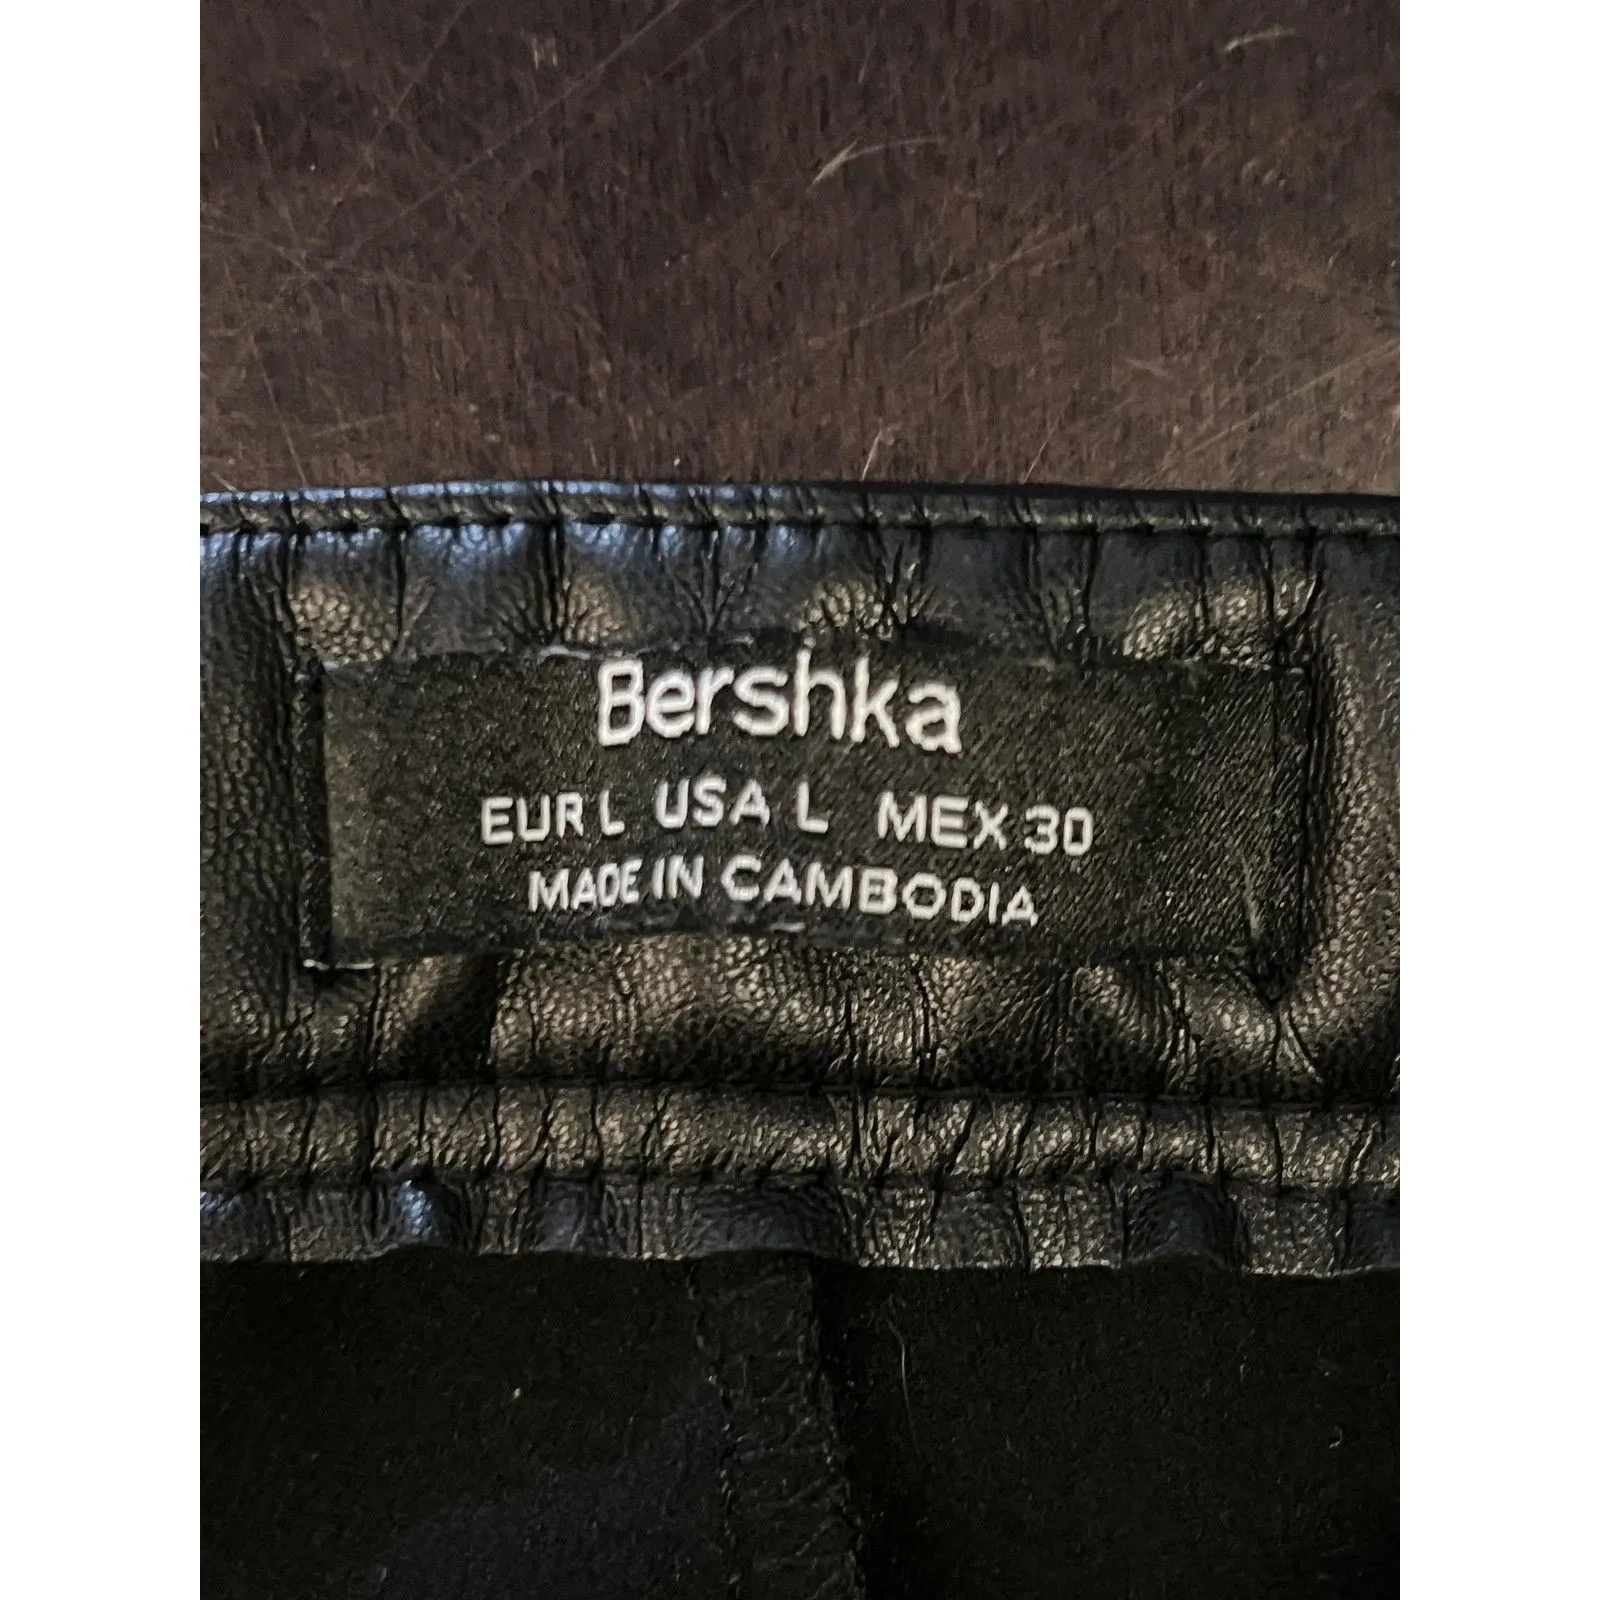 Bershka
EUR L USA L MEX 30
MADE IN CAMBODIA